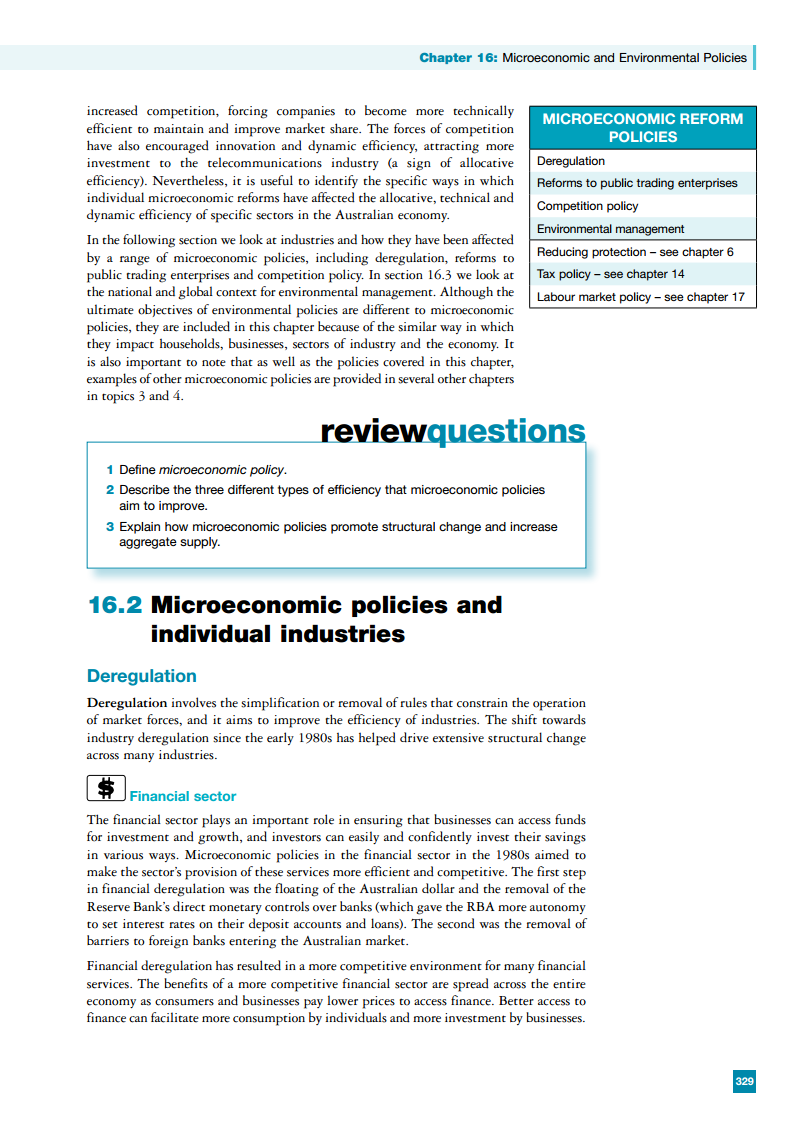 Chapter 16: Microeconomic and Environmental Policies
increased competition, forcing companies to become more technically
efficient to maintain and improve market share. The forces of competition
have also encouraged innovation and dynamic efficiency, attracting more
investment to the telecommunications industry (a sign of allocative
efficiency). Nevertheless, it is useful to identify the specific ways in which
individual microeconomic reforms have affected the allocative, technical and
dynamic efficiency of specific sectors in the Australian economy.
In the following section we look at industries and how they have been affected
by a range of microeconomic policies, including deregulation, reforms to
public trading enterprises and competition policy. In section 16.3 we look at
the national and global context for environmental management. Although the
ultimate objectives of environmental policies are different to microeconomic
policies, they are included in this chapter because of the similar way in which
they impact households, businesses, sectors of industry and the economy. It
is also important to note that as well as the policies covered in this chapter,
examples of other microeconomic policies are provided in several other chapters
in topics 3 and 4.
MICROECONOMIC REFORM
POLICIES
Deregulation
Reforms to public trading enterprises
Competition policy
Environmental management
Reducing protection – see chapter 6
Tax policy – see chapter 14
Labour market policy – see chapter 17
reviewquestions
1 Define microeconomic policy.
2 Describe the three different types of efficiency that microeconomic policies
aim to improve.
3 Explain how microeconomic policies promote structural change and increase
aggregate supply.
16.2 Microeconomic policies and
individual industries
Deregulation
Deregulation involves the simplification or removal of rules that constrain the operation
of market forces, and it aims to improve the efficiency of industries. The shift towards
industry deregulation since the early 1980s has helped drive extensive structural change
across many industries.
$ Financial sector
The financial sector plays an important role in ensuring that businesses can access funds
for investment and growth, and investors can easily and confidently invest their savings
in various ways. Microeconomic policies in the financial sector in the 1980s aimed to
make the sector's provision of these services more efficient and competitive. The first step
in financial deregulation was the floating of the Australian dollar and the removal of the
Reserve Bank's direct monetary controls over banks (which gave the RBA more autonomy
to set interest rates on their deposit accounts and loans). The second was the removal of
barriers to foreign banks entering the Australian market.
Financial deregulation has resulted in a more competitive environment for many financial
services. The benefits of a more competitive financial sector are spread across the entire
economy as consumers and businesses pay lower prices to access finance. Better access to
finance can facilitate more consumption by individuals and more investment by businesses.
329